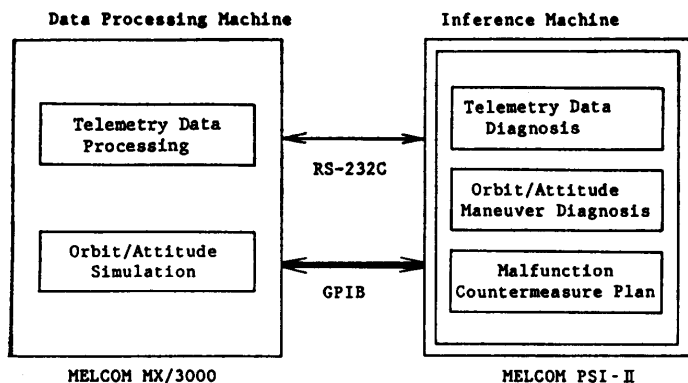 Data Processing Machine
Inference Machine
Telemetry Data
Processing
Orbit/Attitude
Simulation
RS-232C
GPIB
Telemetry Data
Diagnosis
Orbit/Attitude
Maneuver Diagnosis
Malfunction
Countermeasure Plan
MELCOM MX/3000
MELCOM PSI-Ⅱ